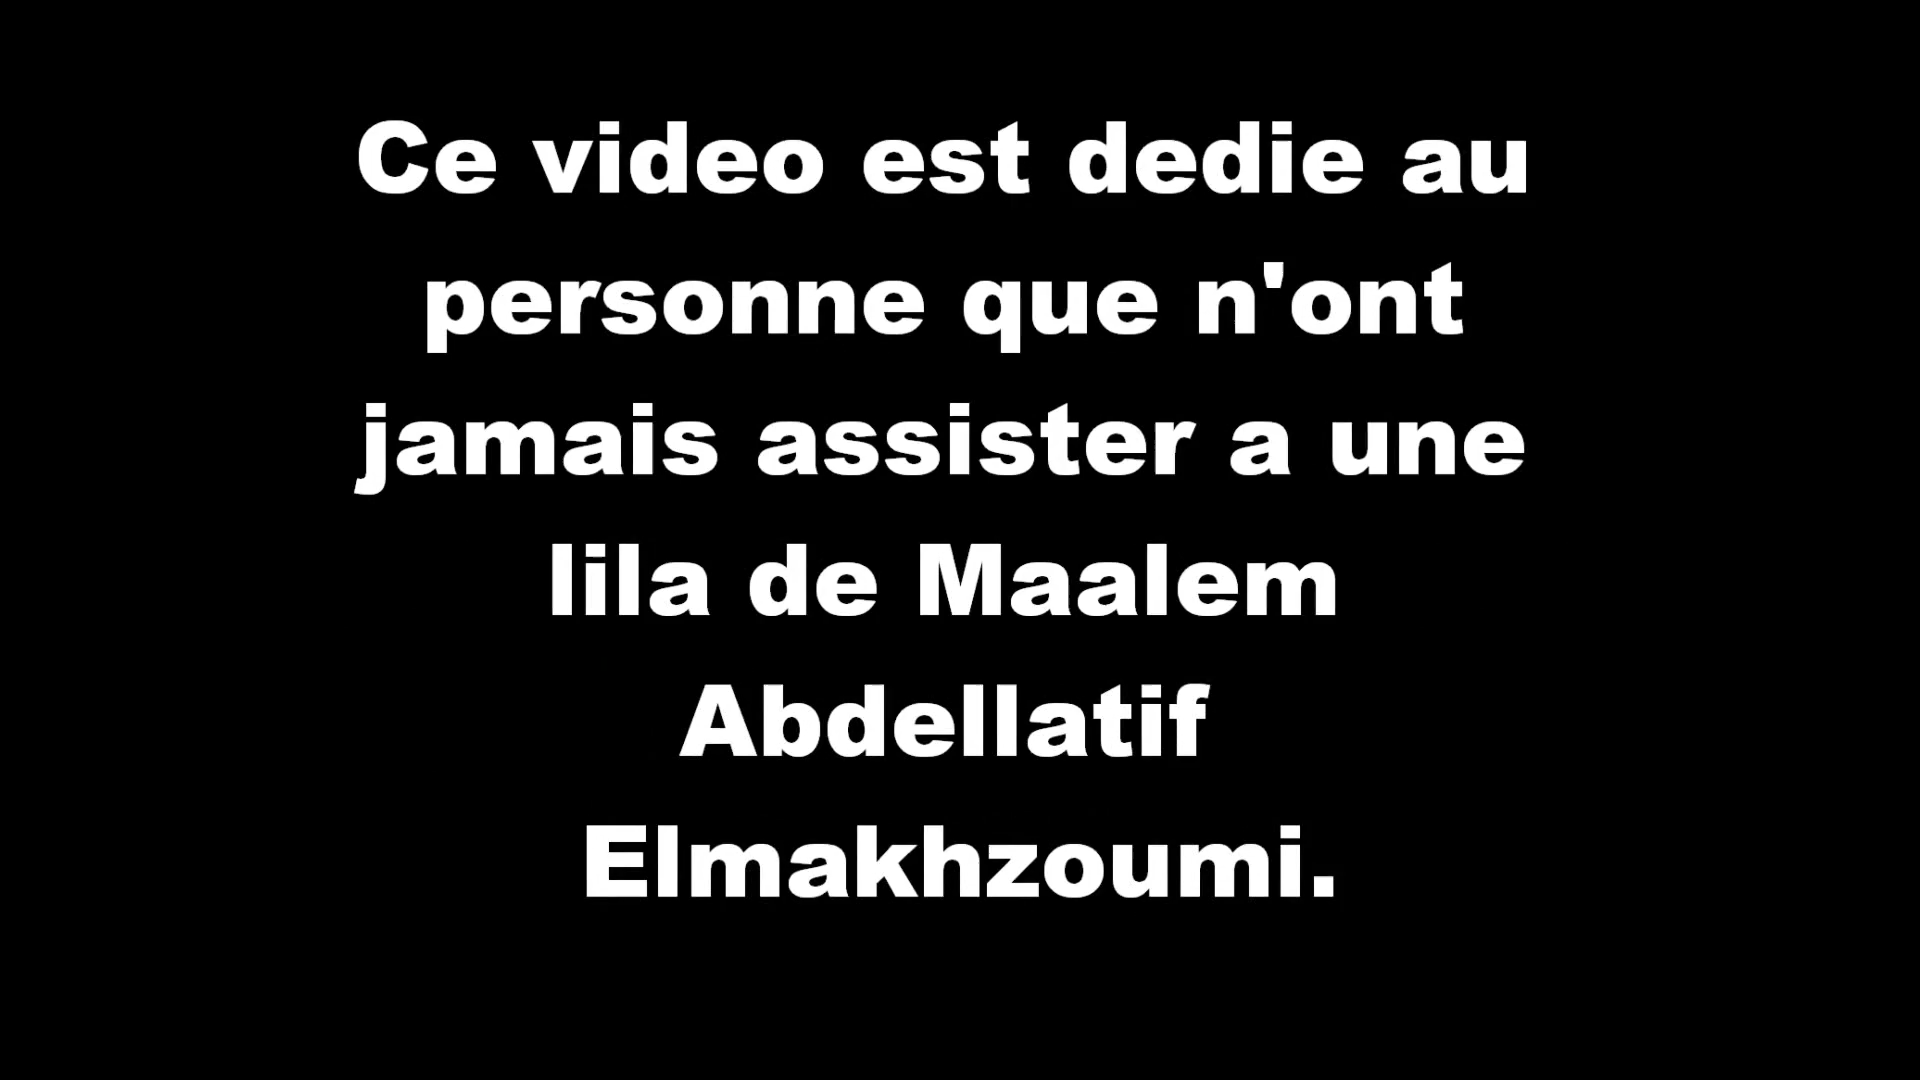 Ce video est dedie au
personne que n'ont
jamais assister a une
lila de Maalem
Abdellatif
Elmakhzoumi.